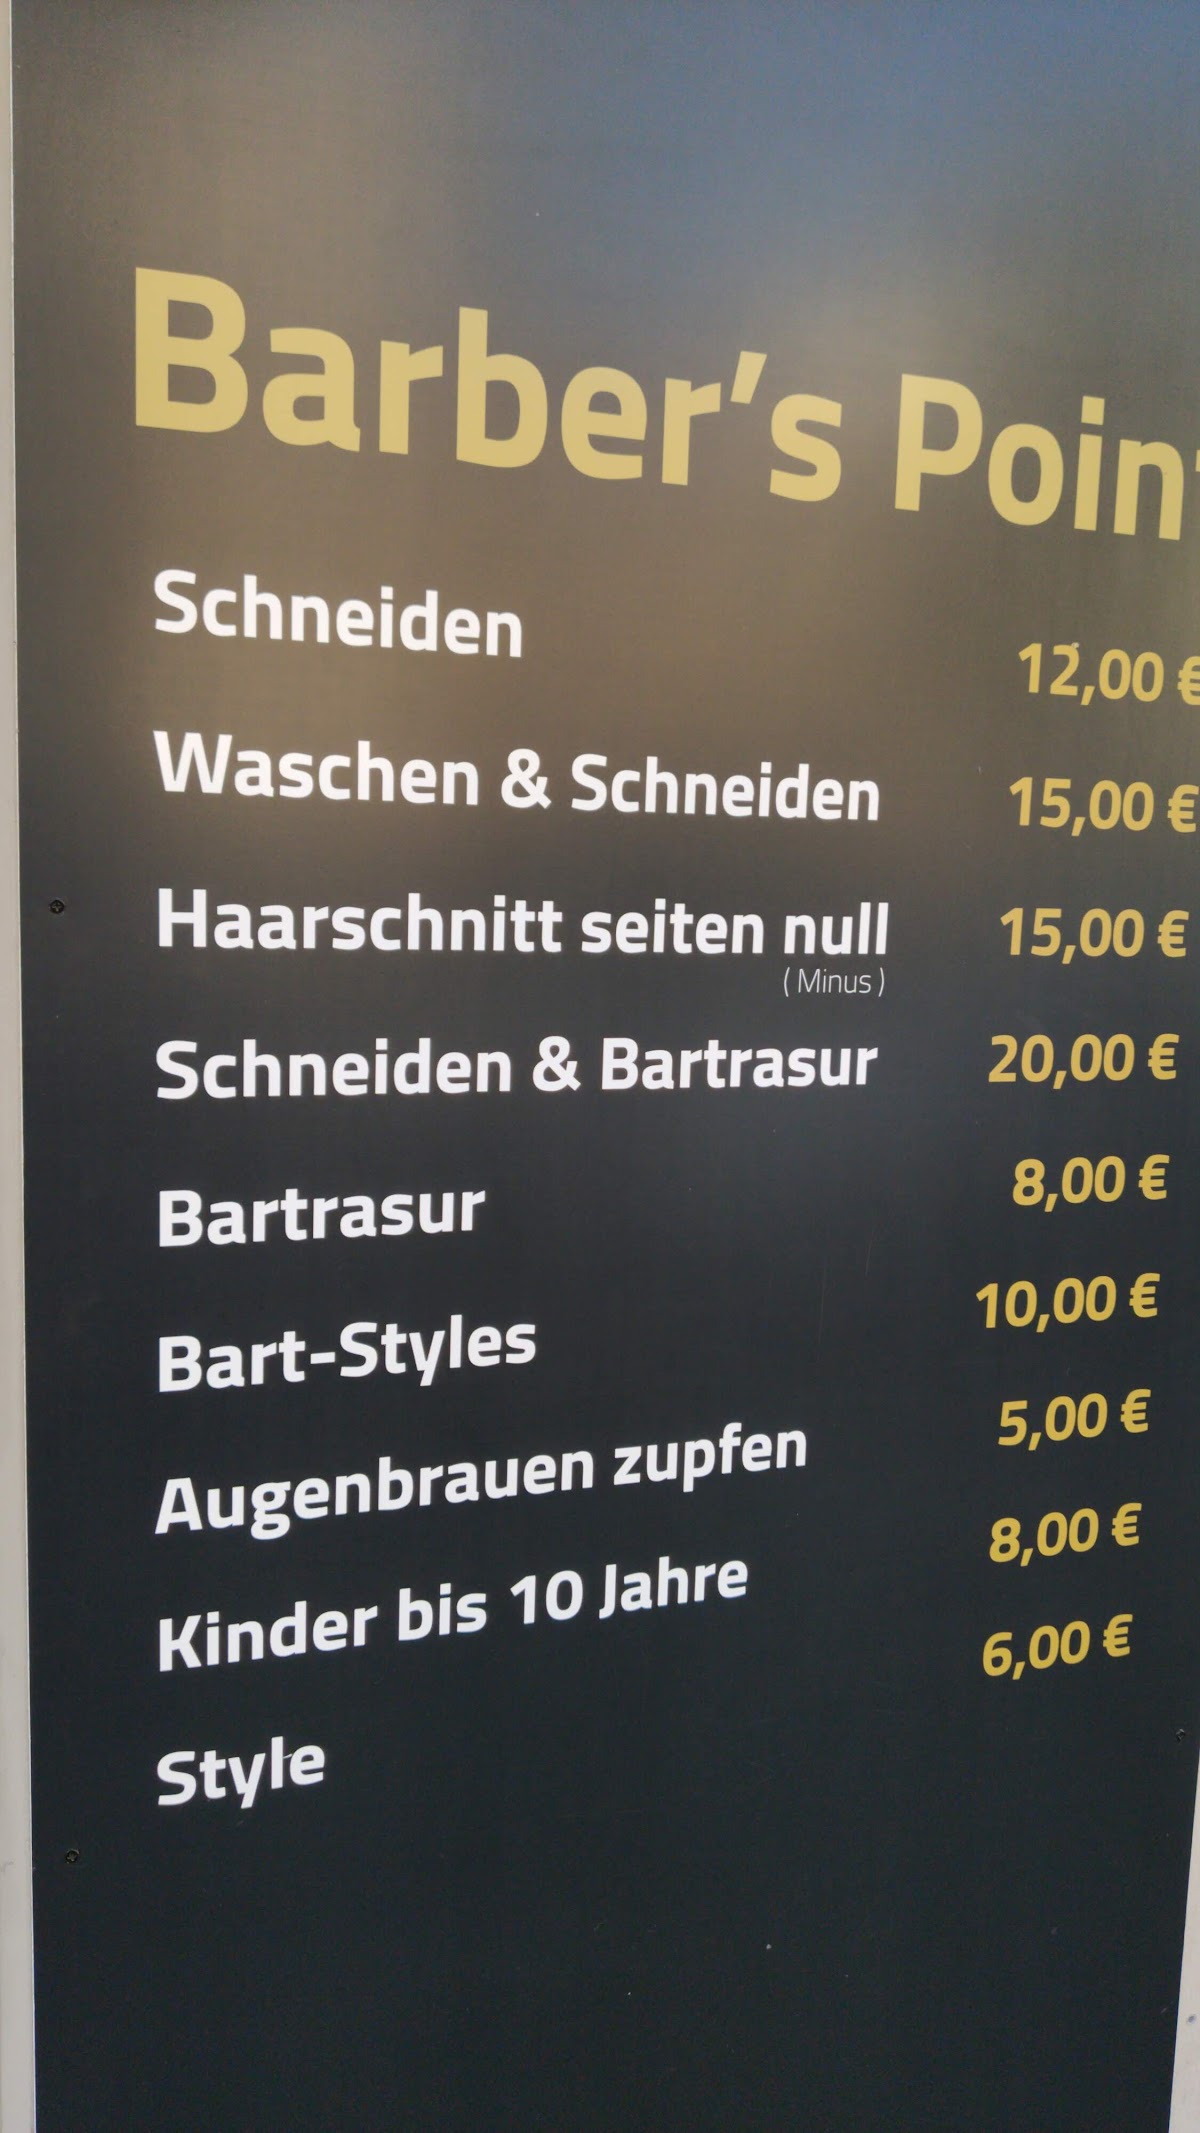 Barber's Point
Schneiden 12,00 €
Waschen & Schneiden 15,00 €
Haarschnitt seiten null 15,00 €
( Minus )
Schneiden & Bartrasur 20,00 €
Bartrasur 8,00 €
Bart-Styles 10,00 €
Augenbrauen zupfen 5,00 €
Kinder bis 10 Jahre 8,00 €
Style 6,00 €